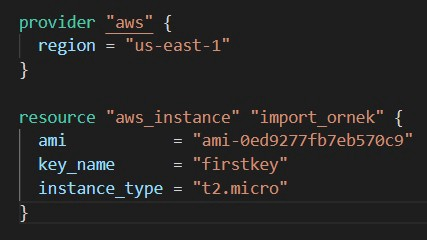 provider "aws" {
  region = "us-east-1"
}

resource "aws_instance" "import_ornek" {
  ami           = "ami-0ed9277fb7eb570c9"
  key_name      = "firstkey"
  instance_type = "t2.micro"
}